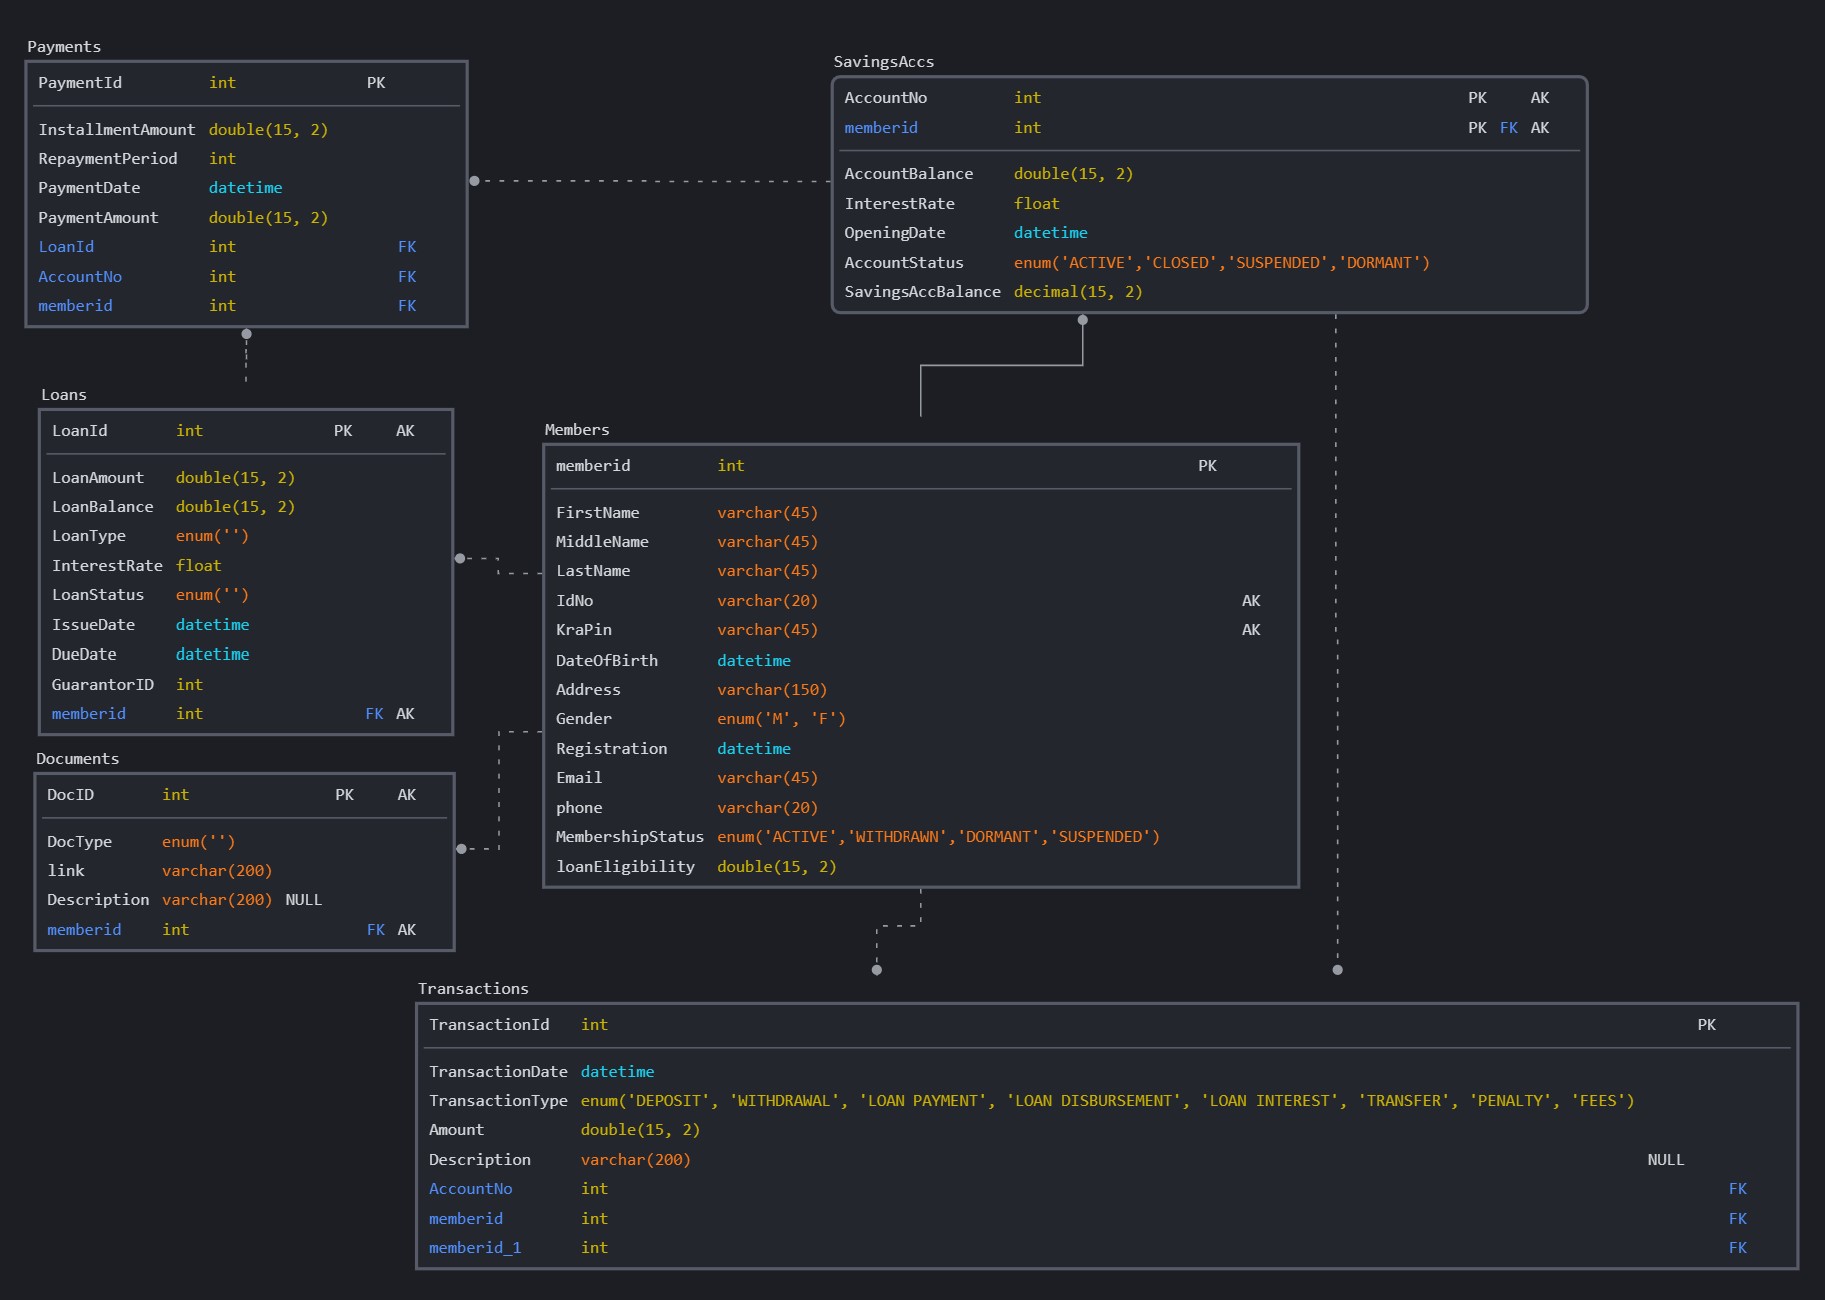 Payments
PaymentId int PK
InstallmentAmount double(15, 2)
RepaymentPeriod int
PaymentDate datetime
PaymentAmount double(15, 2)
LoanId int FK
AccountNo int FK
memberid int FK
SavingsAccs
AccountNo int PK AK
memberid int PK FK AK
AccountBalance double(15, 2)
InterestRate float
OpeningDate datetime
AccountStatus enum('ACTIVE','CLOSED','SUSPENDED','DORMANT')
SavingsAccBalance decimal(15, 2)
Loans
LoanId int PK AK
LoanAmount double(15, 2)
LoanBalance double(15, 2)
LoanType enum('')
InterestRate float
LoanStatus enum('')
IssueDate datetime
DueDate datetime
GuarantorID int
memberid int FK AK
Members
memberid int PK
FirstName varchar(45)
MiddleName varchar(45)
LastName varchar(45)
IdNo varchar(20) AK
KraPin varchar(45) AK
DateOfBirth datetime
Address varchar(150)
Gender enum('M', 'F')
Registration datetime
Email varchar(45)
phone varchar(20)
MembershipStatus enum('ACTIVE','WITHDRAWN','DORMANT','SUSPENDED')
loanEligibility double(15, 2)
Documents
DocID int PK AK
DocType enum('')
link varchar(200)
Description varchar(200) NULL
memberid int FK AK
Transactions
TransactionId int PK
TransactionDate datetime
TransactionType enum('DEPOSIT', 'WITHDRAWAL', 'LOAN PAYMENT', 'LOAN DISBURSEMENT', 'LOAN INTEREST', 'TRANSFER', 'PENALTY', 'FEES')
Amount double(15, 2)
Description varchar(200) NULL
AccountNo int FK
memberid int FK
memberid_1 int FK